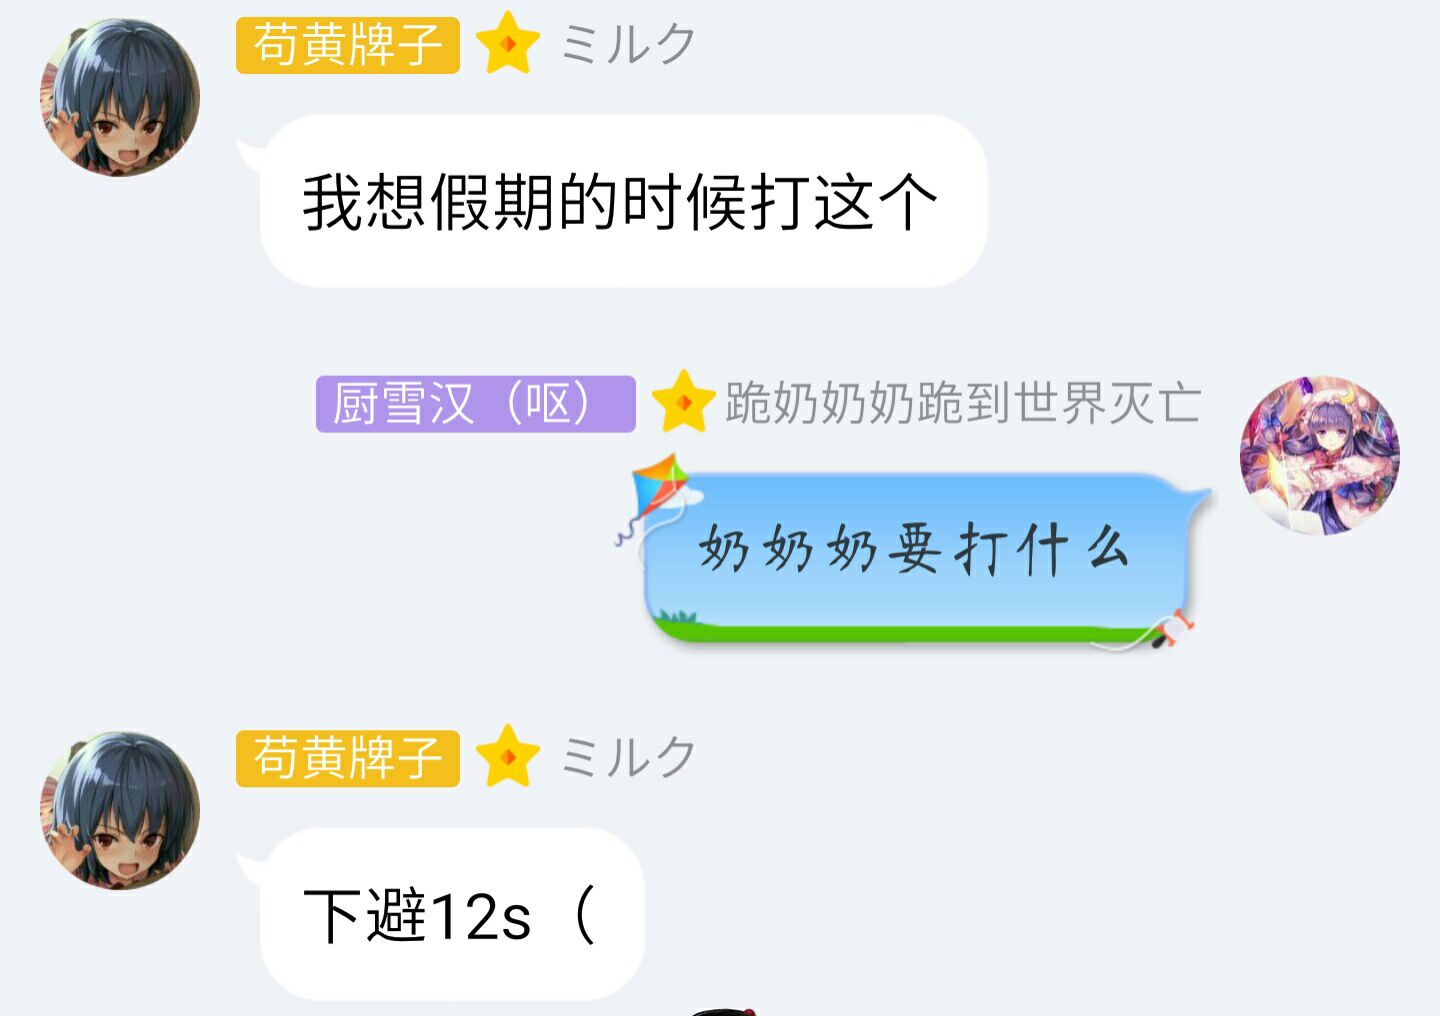 苟黄牌子 ミルク
我想假期的时候打这个
厨雪汉（呕） 跪奶奶奶跪到世界灭亡
奶奶奶要打什么
苟黄牌子 ミルク
下避12s（